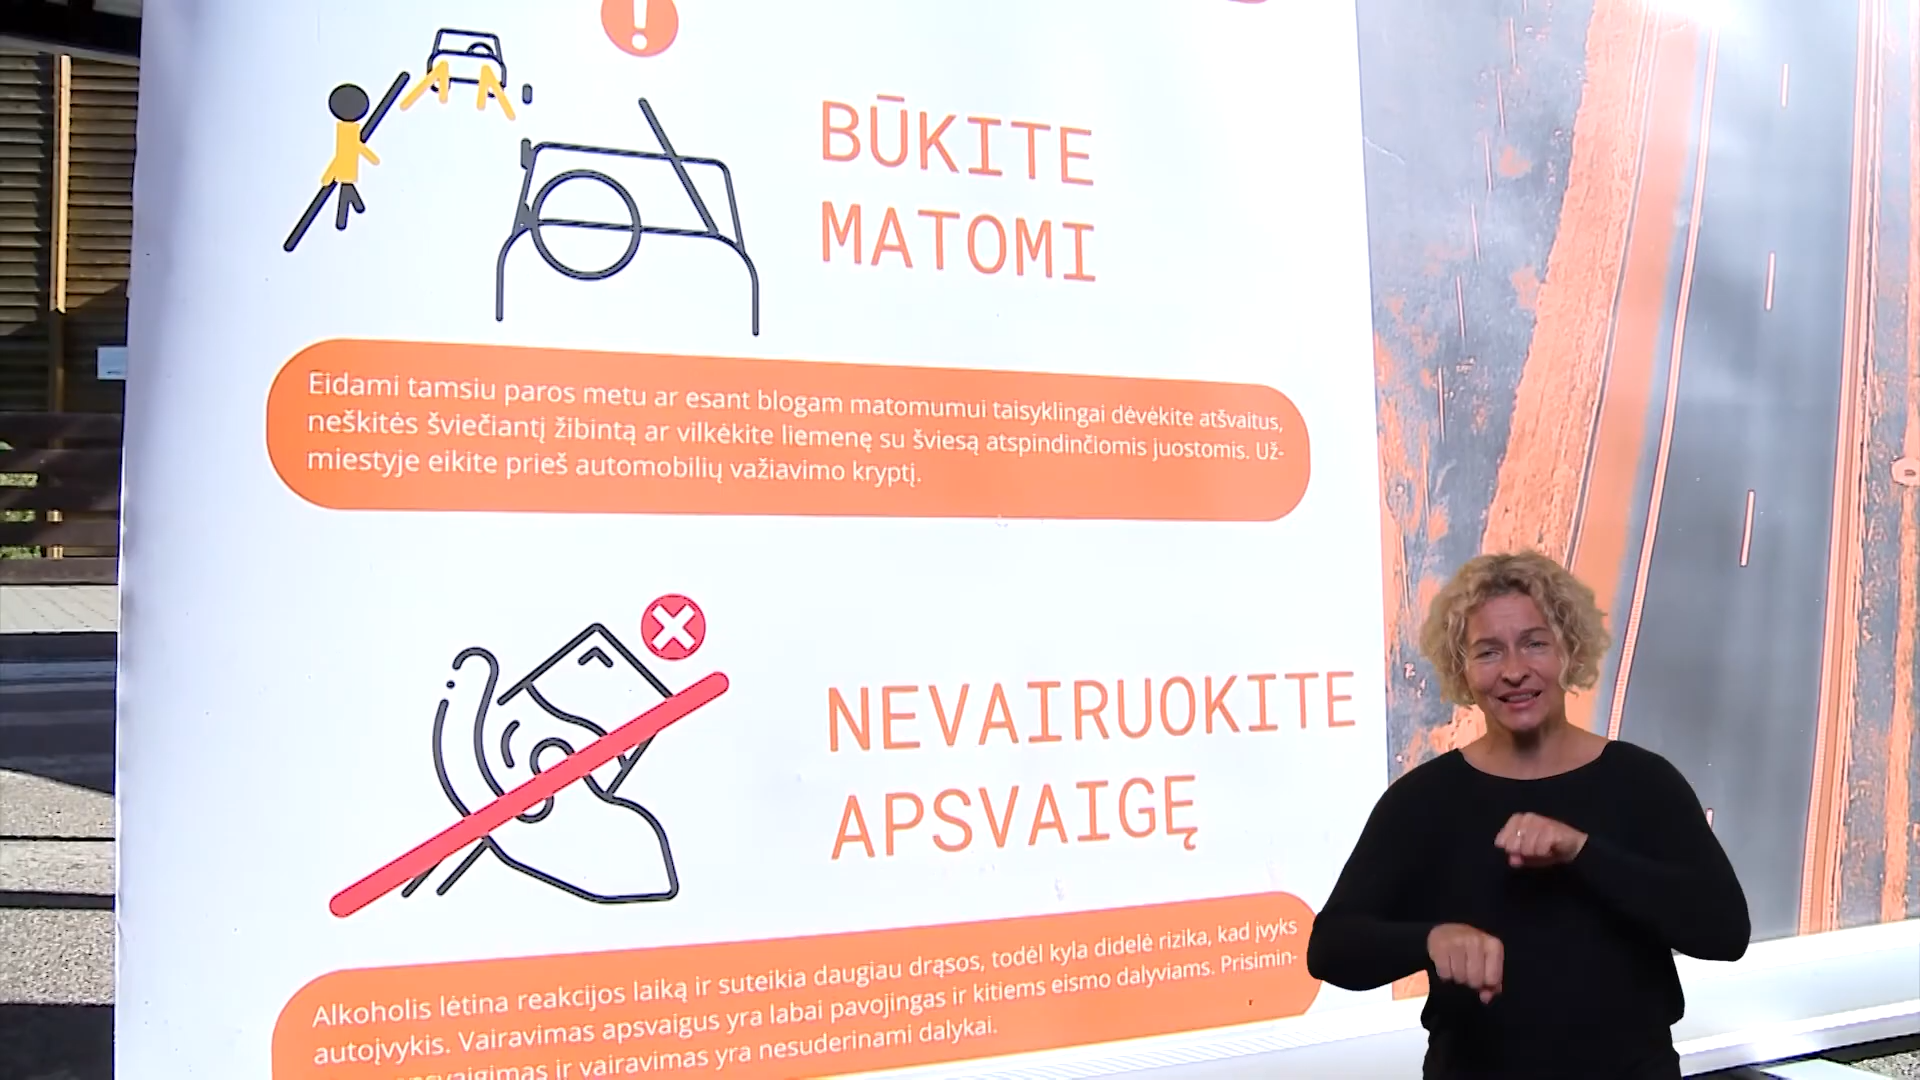 !
BŪKITE
MATOMI
Eidami tamsiu paros metu ar esant blogam matomumui taisyklingai dėvėkite atšvaitus,
neškitės šviečiantį žibintą ar vilkėkite liemenę su šviesą atspindinčiomis juostomis. Už-
miestyje eikite prieš automobilių važiavimo kryptį.
NEVAIRUOKITE
APSVAIGĘ
Alkoholis lėtina reakcijos laiką ir suteikia daugiau drąsos, todėl kyla didelė rizika, kad įvyks
autoįvykis. Vairavimas apsvaigus yra labai pavojingas ir kitiems eismo dalyviams. Prisimin-
ir vairavimas yra nesuderinami dalykai.